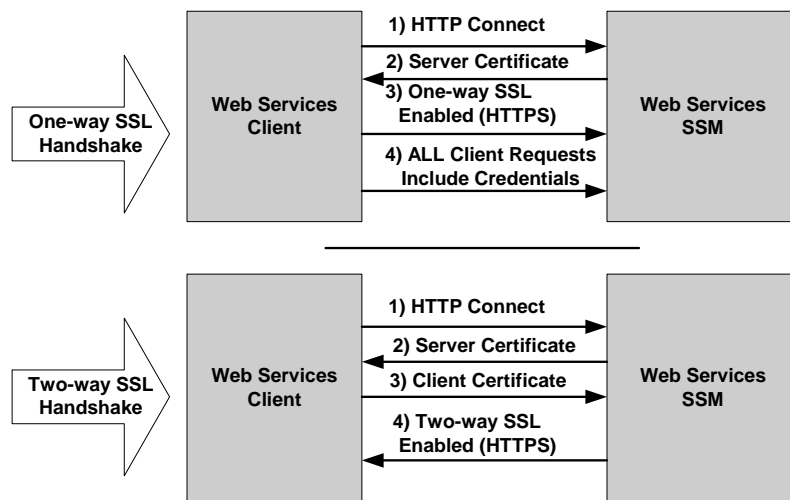 One-way SSL
Handshake
Web Services
Client
1) HTTP Connect
2) Server Certificate
3) One-way SSL
Enabled (HTTPS)
4) ALL Client Requests
Include Credentials
Web Services
SSM
Two-way SSL
Handshake
Web Services
Client
1) HTTP Connect
2) Server Certificate
3) Client Certificate
4) Two-way SSL
Enabled (HTTPS)
Web Services
SSM